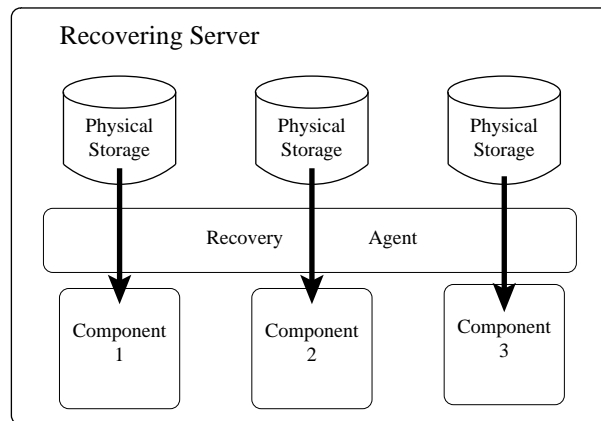 Recovering Server
Physical
Storage
Physical
Storage
Physical
Storage
Recovery Agent
Component
1
Component
2
Component
3